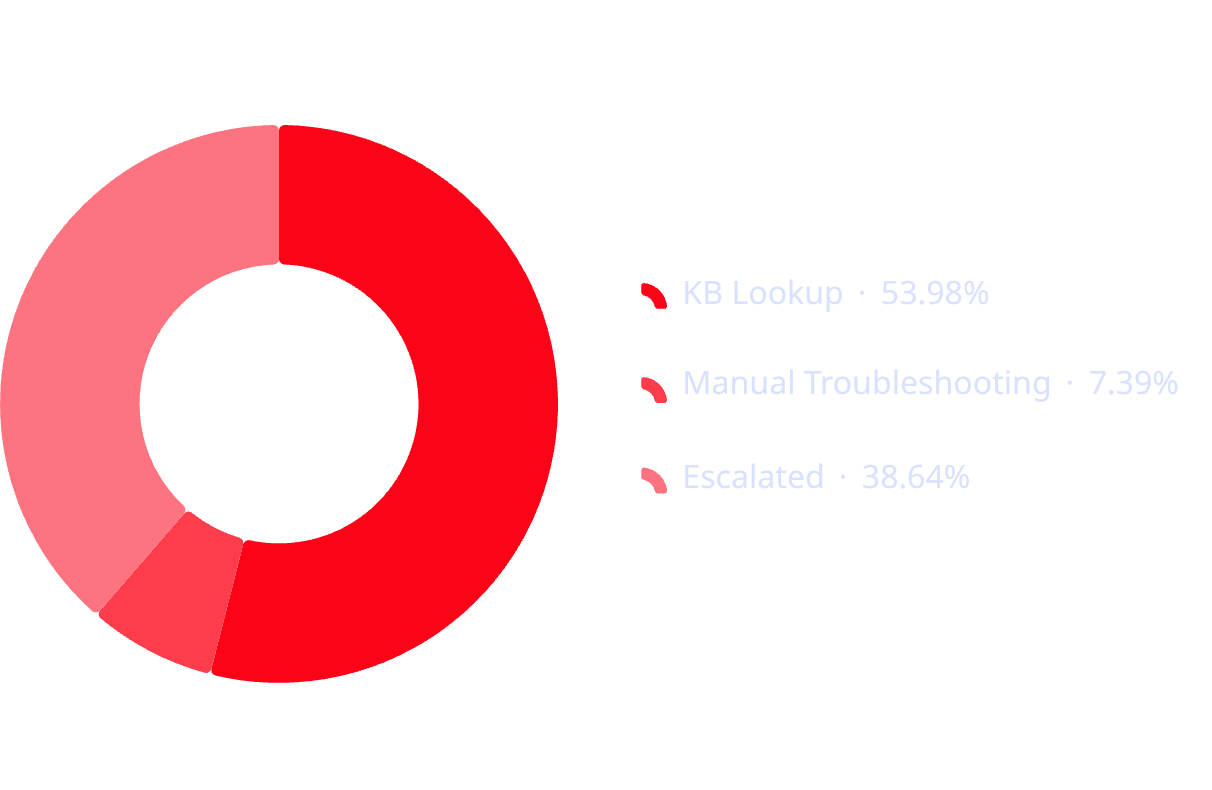 KB Lookup · 53.98%
Manual Troubleshooting · 7.39%
Escalated · 38.64%